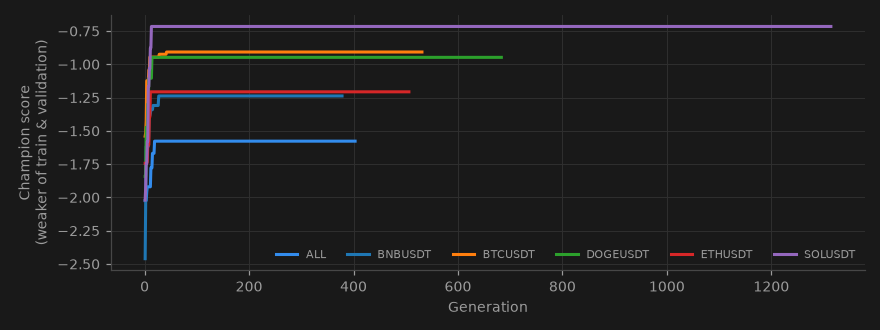 Champion score
(weaker of train & validation)
−0.75
−1.00
−1.25
−1.50
−1.75
−2.00
−2.25
−2.50
ALL BNBUSDT BTCUSDT DOGEUSDT ETHUSDT SOLUSDT
0 200 400 600 800 1000 1200
Generation